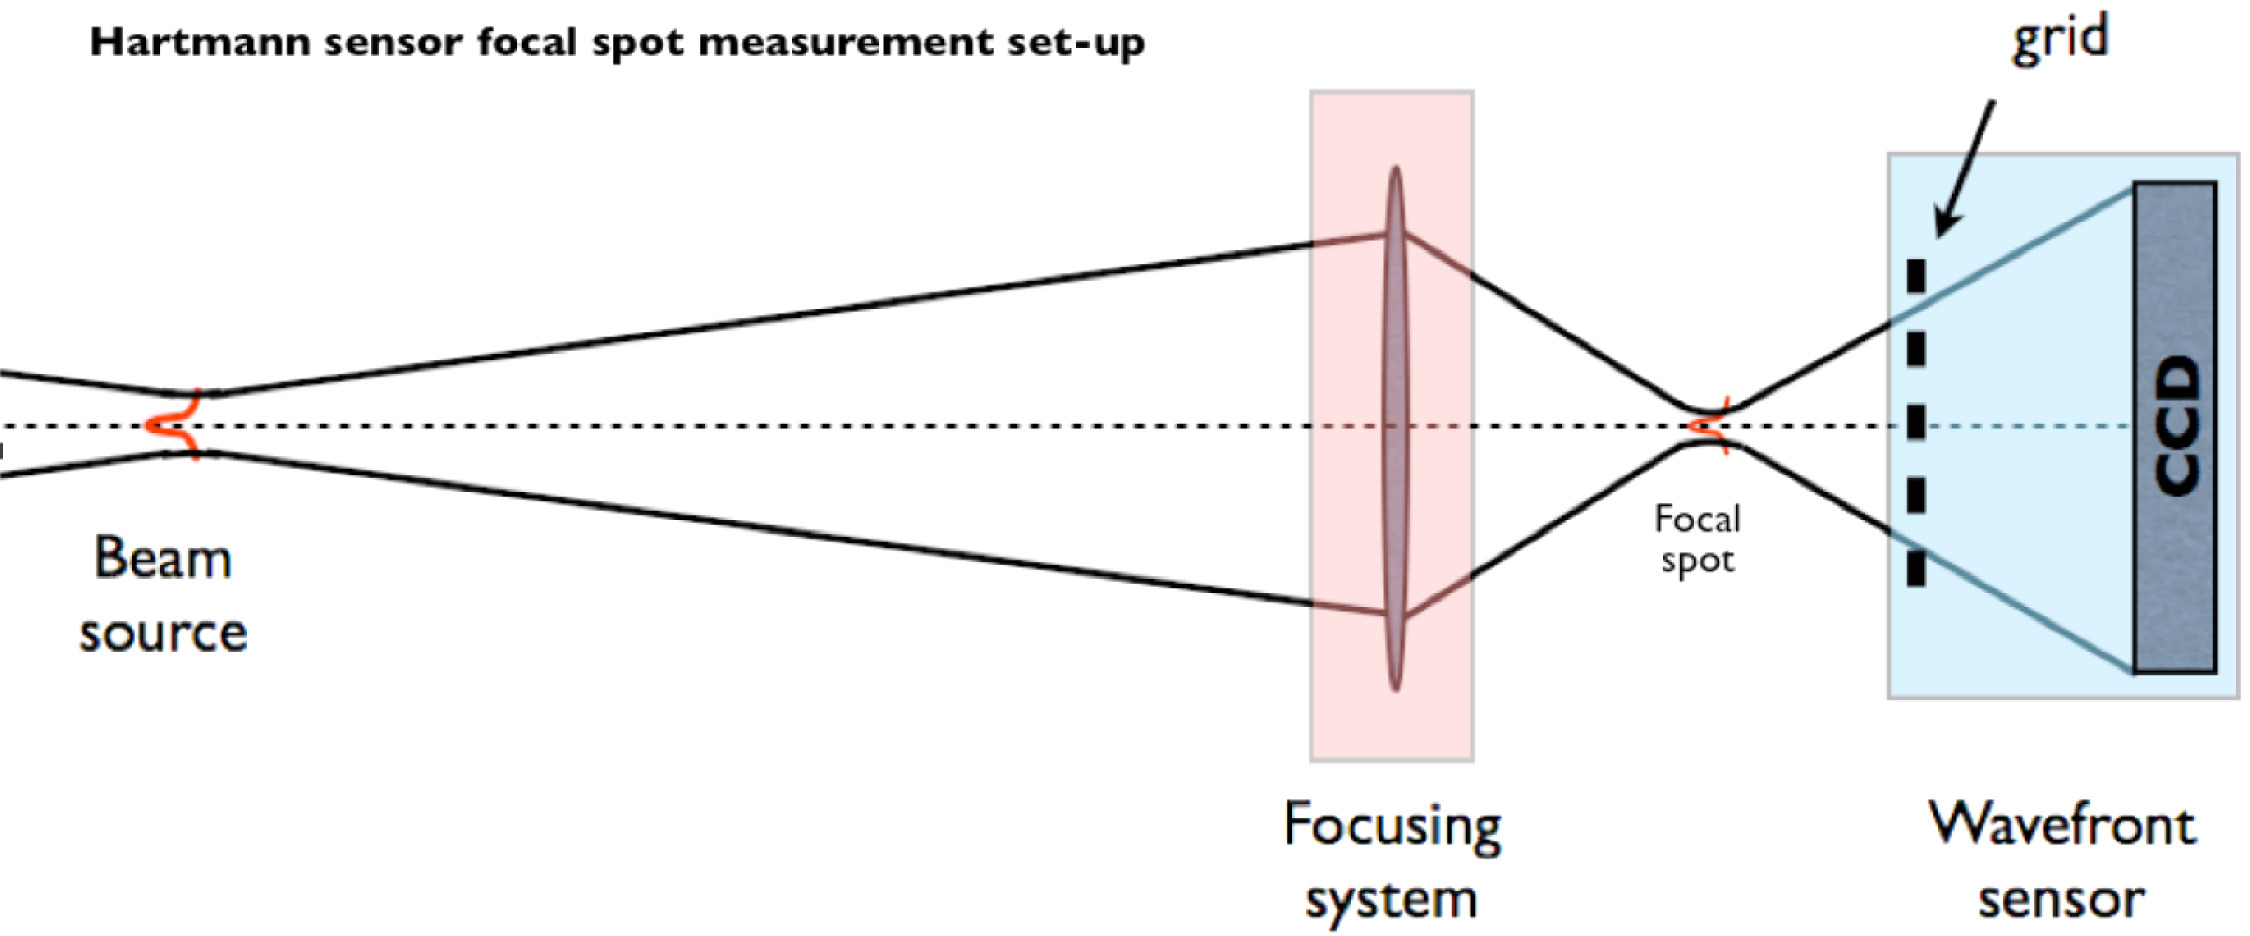 Hartmann sensor focal spot measurement set-up
grid
CCD
Focal
spot
Beam
source
Focusing
system
Wavefront
sensor